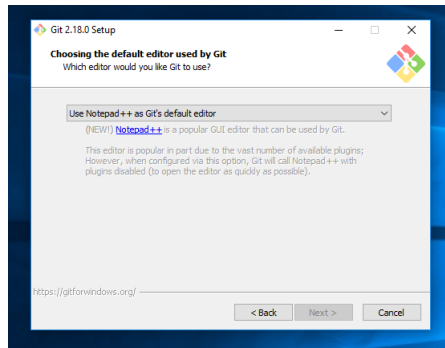 Git 2.18.0 Setup
Choosing the default editor used by Git
Which editor would you like Git to use?
Use Notepad++ as Git's default editor
(NEW!) Notepad++ is a popular GUI editor that can be used by Git.
This editor is popular in part due to the vast number of available plugins;
However, when configured via this option, Git will call Notepad++ with
plugins disabled (to open the editor as quickly as possible).
https://gitforwindows.org/
< Back Next > Cancel